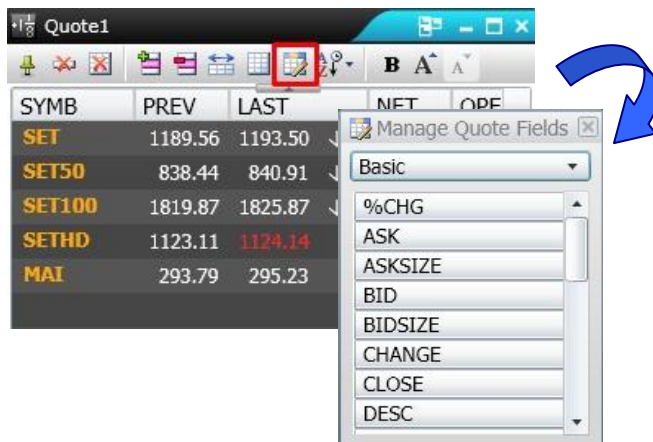 Quote1
B A A
SYMB PREV LAST NET OPE
SET 1189.56 1193.50
SET50 838.44 840.91
SET100 1819.87 1825.87
SETHD 1123.11 1124.14
MAI 293.79 295.23
Manage Quote Fields
Basic
%CHG
ASK
ASKSIZE
BID
BIDSIZE
CHANGE
CLOSE
DESC